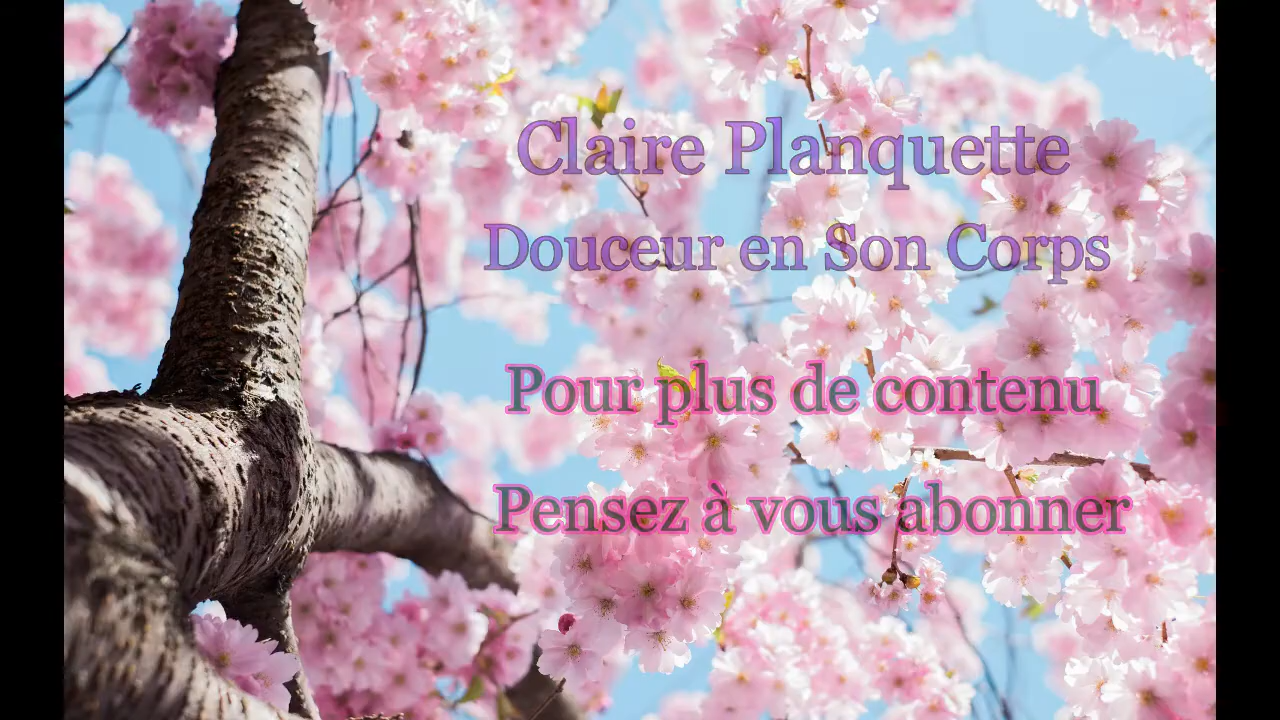 Claire Planquette
Douceur en Son Corps
Pour plus de contenu
Pensez à vous abonner